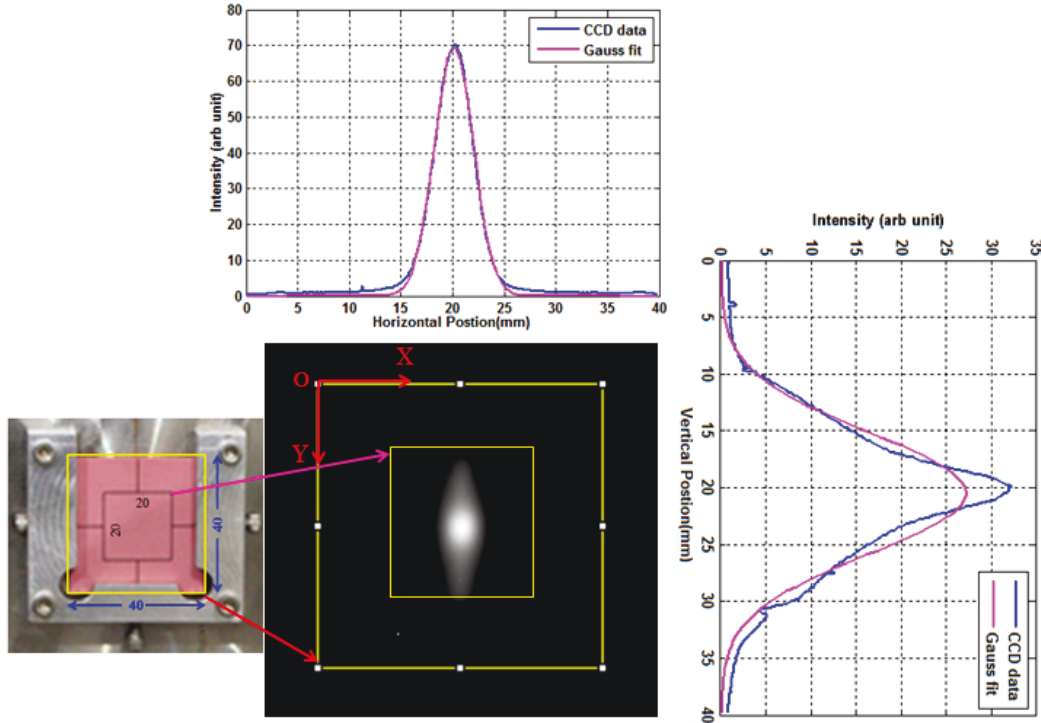 CCD data
Gauss fit
80
70
60
50
40
30
20
10
0
Intensity (arb unit)
0 5 10 15 20 25 30 35 40
Horizontal Postion(mm)
Intensity (arb unit)
0 5 10 15 20 25 30 35
0
5
10
15
20
25
30
35
40
Vertical Postion(mm)
CCD data
Gauss fit
O X
Y
20
20
40
40